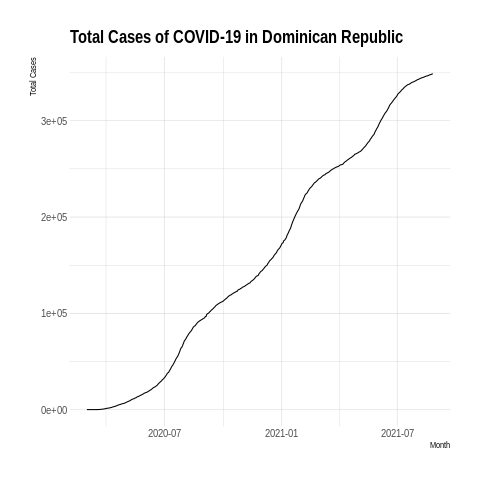 Total Cases of COVID-19 in Dominican Republic
Total Cases
3e+05
2e+05
1e+05
0e+00
2020-07 2021-01 2021-07
Month